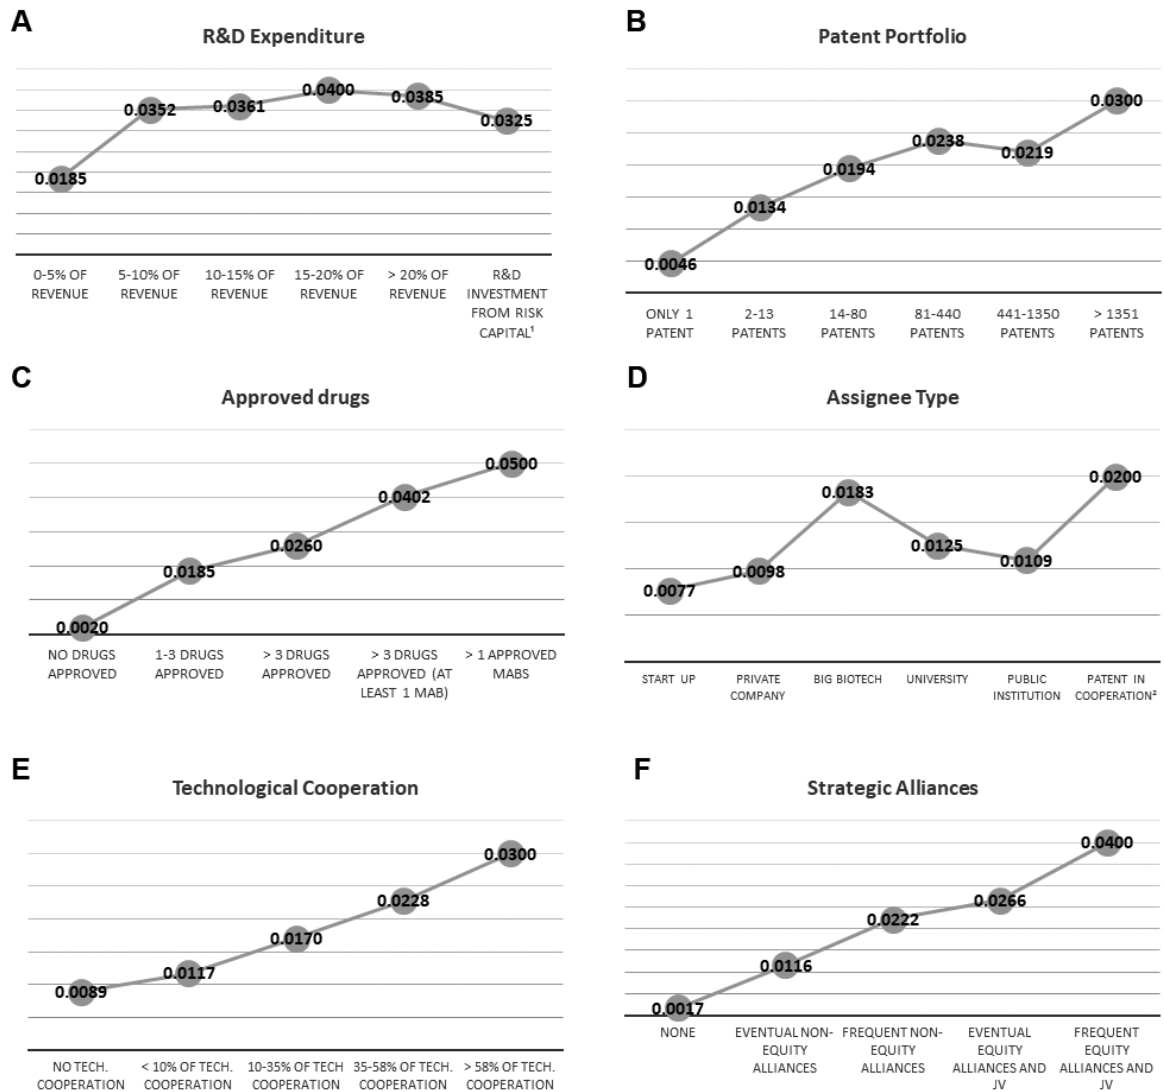 A
R&D Expenditure
0.0185
0.0352
0.0361
0.0400
0.0385
0.0325
0-5% OF
REVENUE
5-10% OF
REVENUE
10-15% OF
REVENUE
15-20% OF
REVENUE
> 20% OF
REVENUE
R&D
INVESTMENT
FROM RISK
CAPITAL¹
B
Patent Portfolio
0.0046
0.0134
0.0194
0.0238
0.0219
0.0300
ONLY 1
PATENT
2-13
PATENTS
14-80
PATENTS
81-440
PATENTS
441-1350
PATENTS
> 1351
PATENTS
C
Approved drugs
0.0020
0.0185
0.0260
0.0402
0.0500
NO DRUGS
APPROVED
1-3 DRUGS
APPROVED
> 3 DRUGS
APPROVED
> 3 DRUGS
APPROVED (AT
LEAST 1 MAB)
> 1 APPROVED
MABS
D
Assignee Type
0.0077
0.0098
0.0183
0.0125
0.0109
0.0200
START UP
PRIVATE
COMPANY
BIG BIOTECH
UNIVERSITY
PUBLIC
INSTITUTION
PATENT IN
COOPERATION²
E
Technological Cooperation
0.0089
0.0117
0.0170
0.0228
0.0300
NO TECH.
COOPERATION
< 10% OF TECH.
COOPERATION
10-35% OF TECH
COOPERATION
35-58% OF TECH.
COOPERATION
> 58% OF TECH.
COOPERATION
F
Strategic Alliances
0.0017
0.0116
0.0222
0.0266
0.0400
NONE
EVENTUAL NON-
EQUITY
ALLIANCES
FREQUENT NON-
EQUITY
ALLIANCES
EVENTUAL
EQUITY
ALLIANCES AND
JV
FREQUENT
EQUITY
ALLIANCES AND
JV